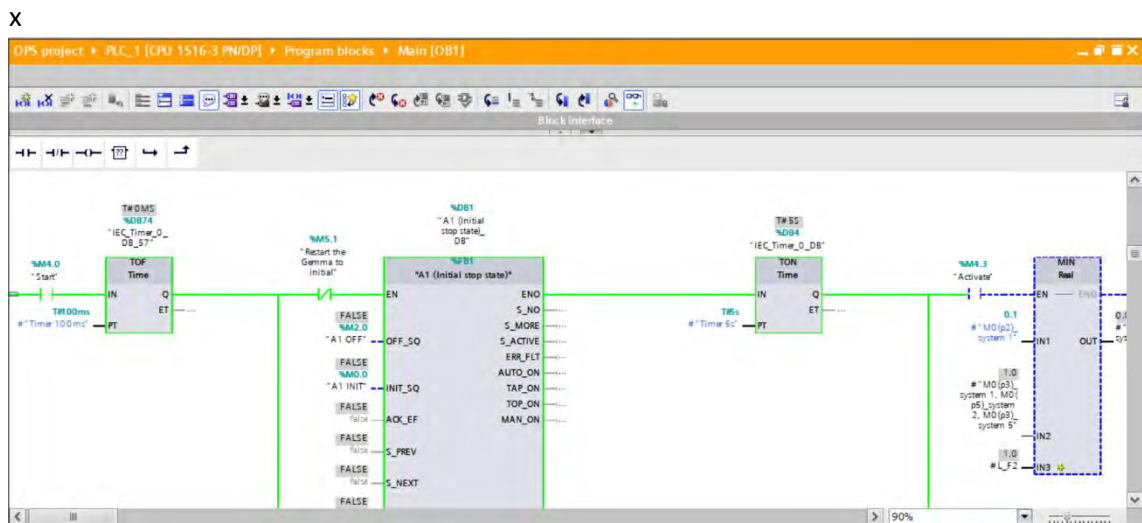 X
OPS project ▸ PLC_1 [CPU 1516-3 PN/DP] ▸ Program blocks ▸ Main [OB1]
Block interface
T#0MS
%DB74
"IEC_Timer_0_
DB_57"
TOF
Time
IN Q
ET ...
PT
%M4.0
"Start"
T#100ms
#"Timer 100ms"
%M5.1
"Restart the
Gemma to
initial"
%DB1
"A1 (Initial
stop state)_
DB"
%FB1
"A1 (Initial stop state)"
EN ENO
S_NO ...
S_MORE ...
S_ACTIVE ...
ERR_FLT ...
AUTO_ON ...
TAP_ON ...
TOP_ON ...
MAN_ON ...
FALSE
%M2.0
"A1 OFF" OFF_SQ
FALSE
%M0.0
"A1 INIT" INIT_SQ
FALSE
false ACK_EF
FALSE
false S_PREV
FALSE
false S_NEXT
FALSE
T#5S
%DB4
"IEC_Timer_0_DB"
TON
Time
IN Q
ET ...
PT
T#5s
#"Timer 5s"
%M4.3
"Activate"
MIN
Real
EN ENO
0.1
#"M0(p2)_
system 1" IN1
OUT
1.0
#"M0(p3)_
system 1, M0(
p5)_system
2, M0(p3)_
system 5"
IN2
1.0
#L_F2 IN3
90%